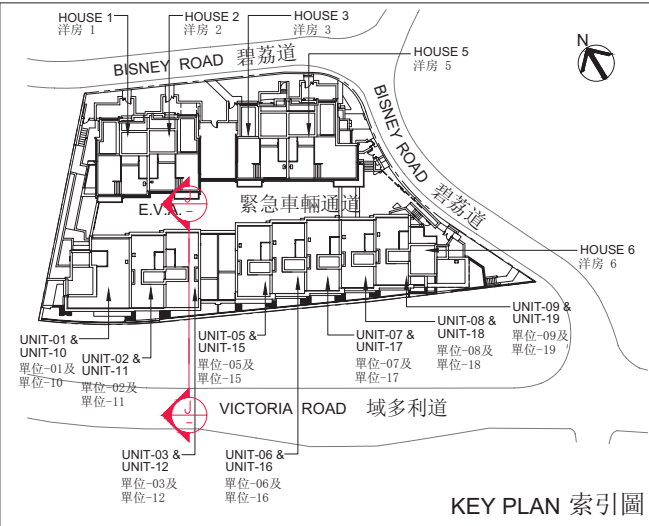 HOUSE 1
洋房 1
HOUSE 2
洋房 2
HOUSE 3
洋房 3
HOUSE 5
洋房 5
N
BISNEY ROAD 碧荔道
BISNEY ROAD 碧荔道
E.V.A. 緊急車輛通道
J
HOUSE 6
洋房 6
UNIT-01 &
UNIT-10
單位-01及
單位-10
UNIT-02 &
UNIT-11
單位-02及
單位-11
UNIT-05 &
UNIT-15
單位-05及
單位-15
UNIT-07 &
UNIT-17
單位-07及
單位-17
UNIT-08 &
UNIT-18
單位-08及
單位-18
UNIT-09 &
UNIT-19
單位-09及
單位-19
J
VICTORIA ROAD 域多利道
UNIT-03 &
UNIT-12
單位-03及
單位-12
UNIT-06 &
UNIT-16
單位-06及
單位-16
KEY PLAN 索引圖